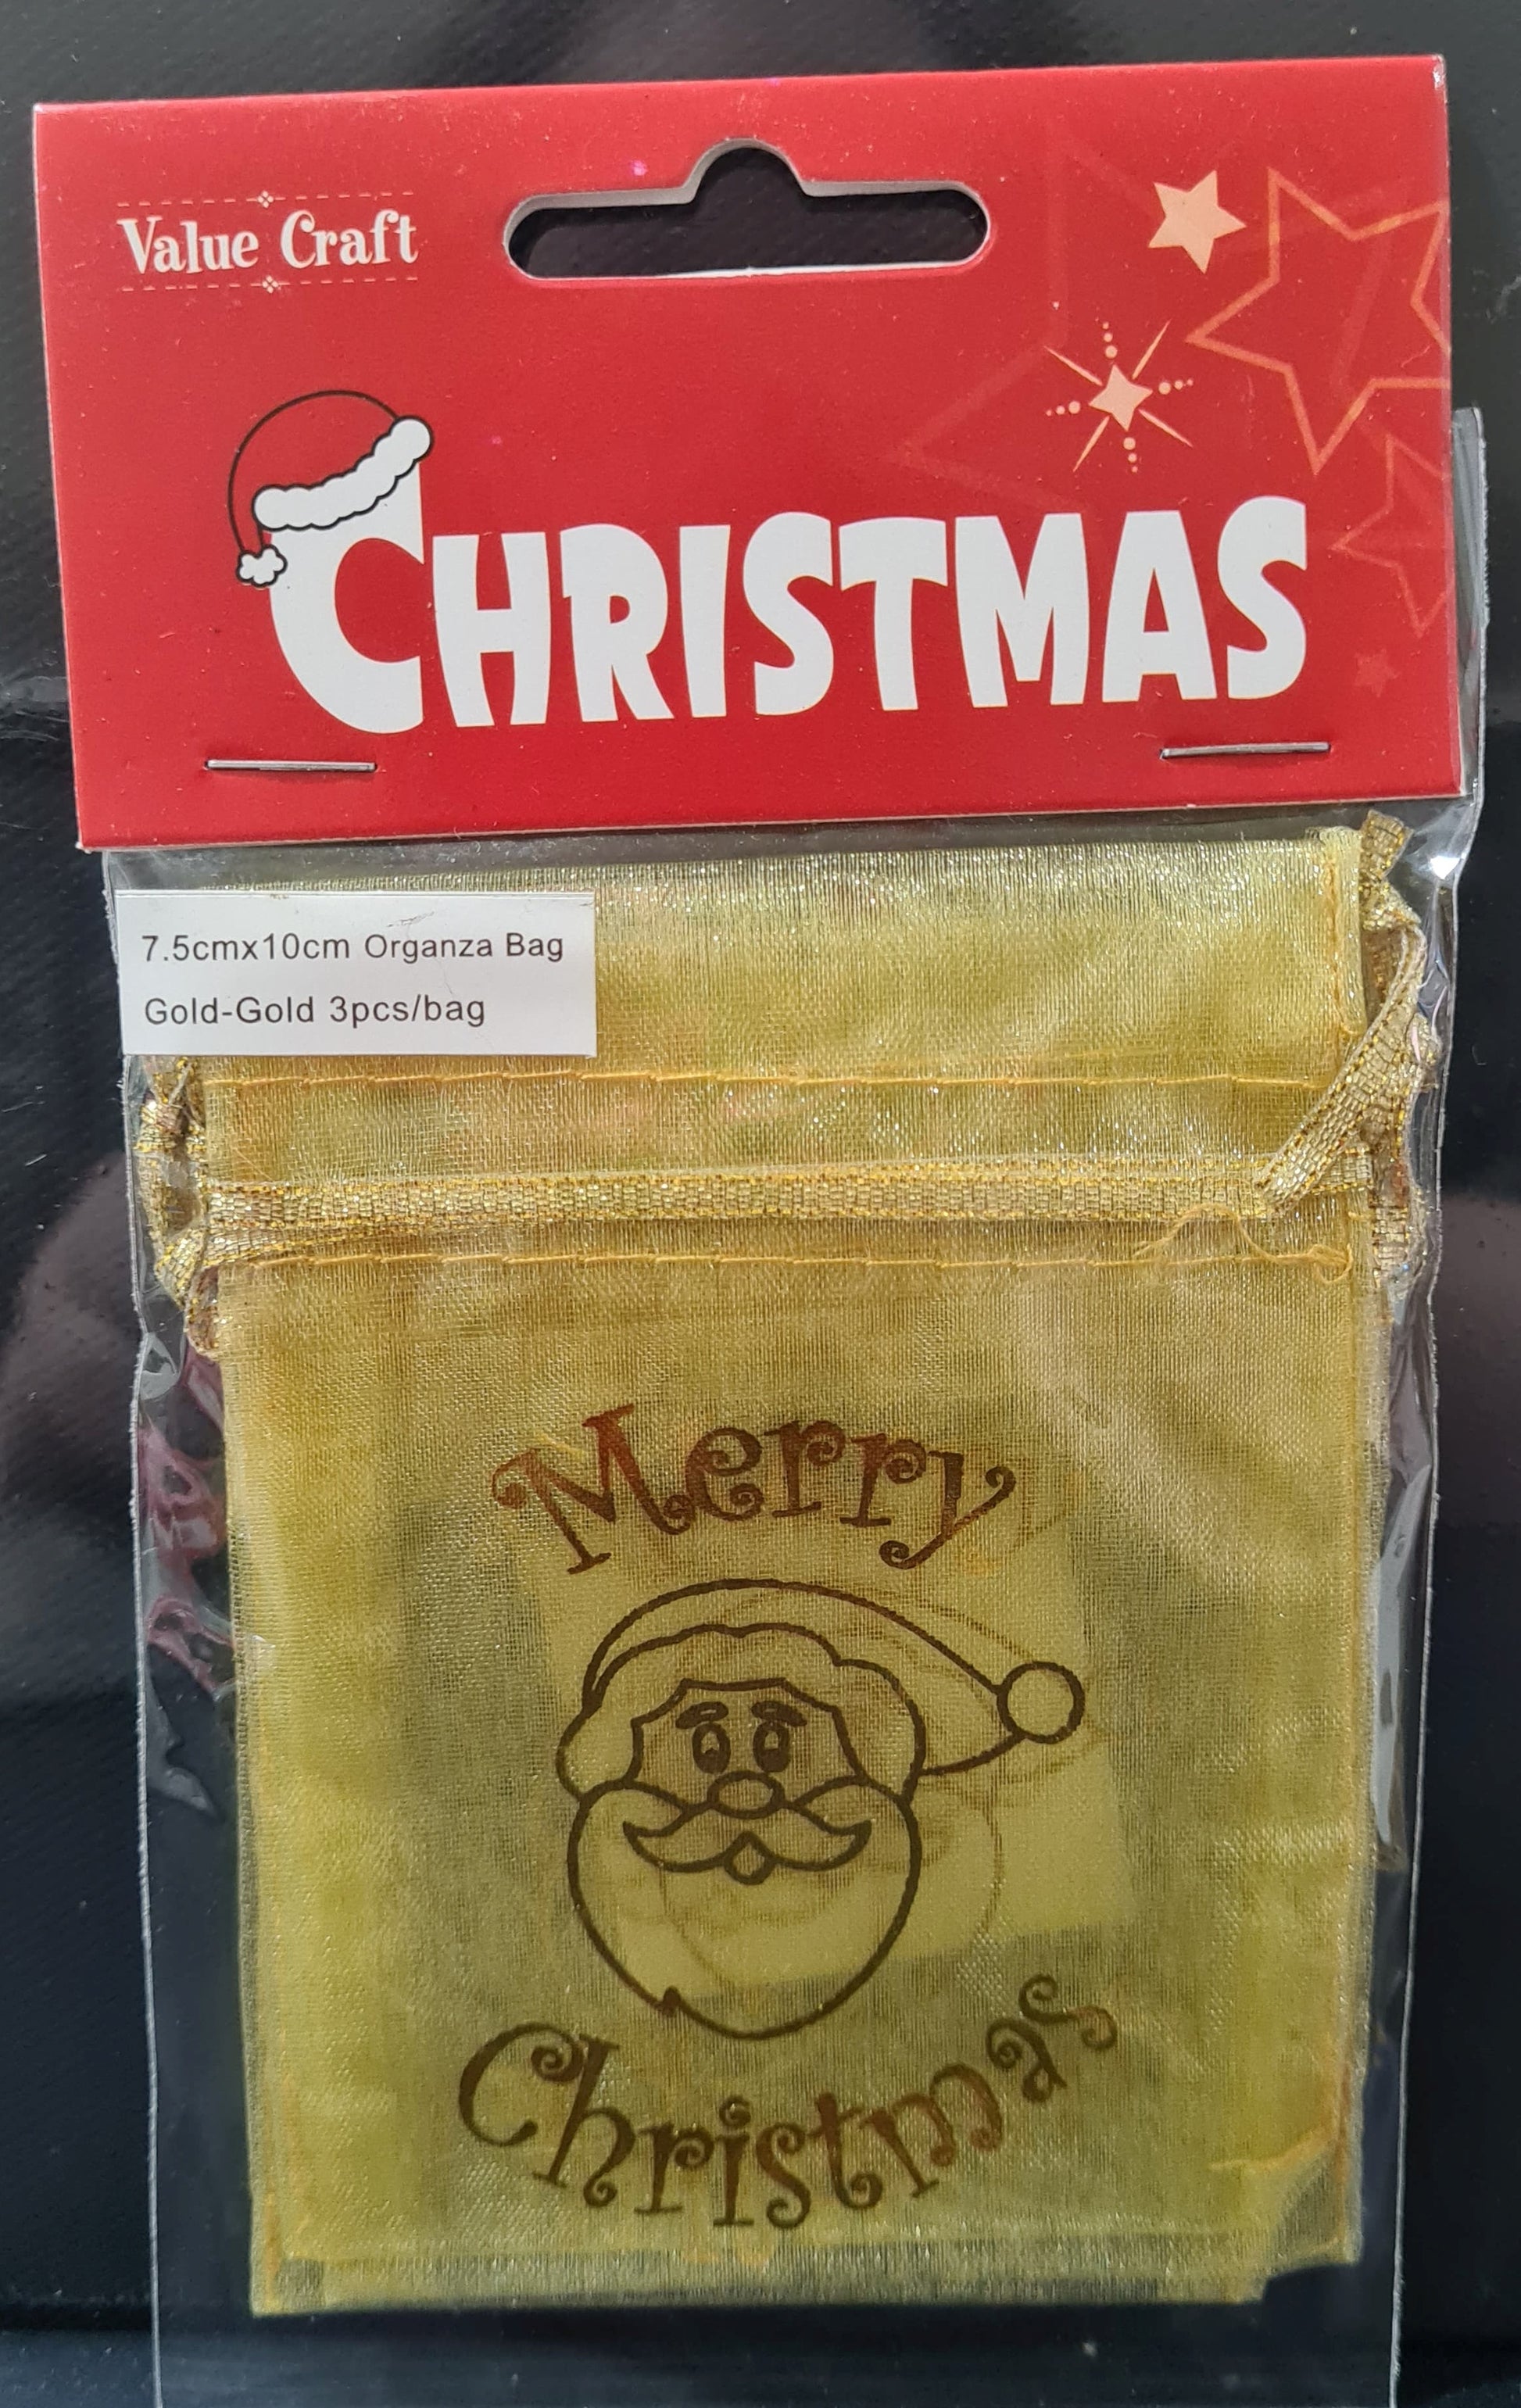 Value Craft
CHRISTMAS
7.5cmx10cm Organza Bag
Gold-Gold 3pcs/bag
Merry
Christmas